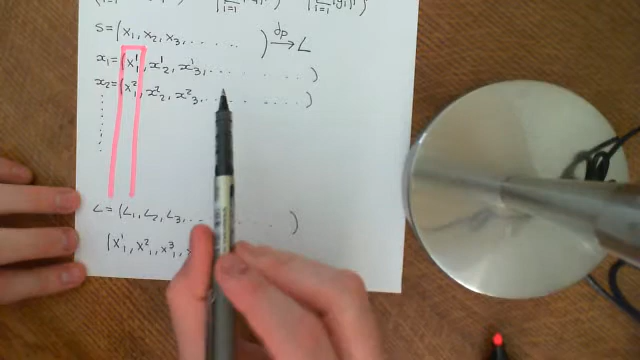 S = (x₁, x₂, x₃, . . . . . . . ) dp→ L
x₁ = (x¹₁, x¹₂, x¹₃, . . . . . . . . )
x₂ = (x²₁, x²₂, x²₃, . . . . . . . . )
L = (L₁, L₂, L₃, . . . . . . )
(x¹₁, x²₁, x³₁,